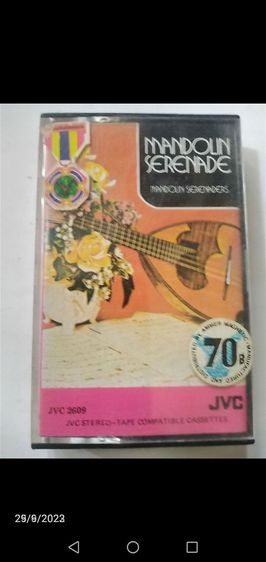 MANDOLIN
SERENADE
MANDOLIN SERENADERS
70
JVC
JVC 2609
JVC STEREO-TAPE COMPATIBLE CASSETTES
29/9/2023